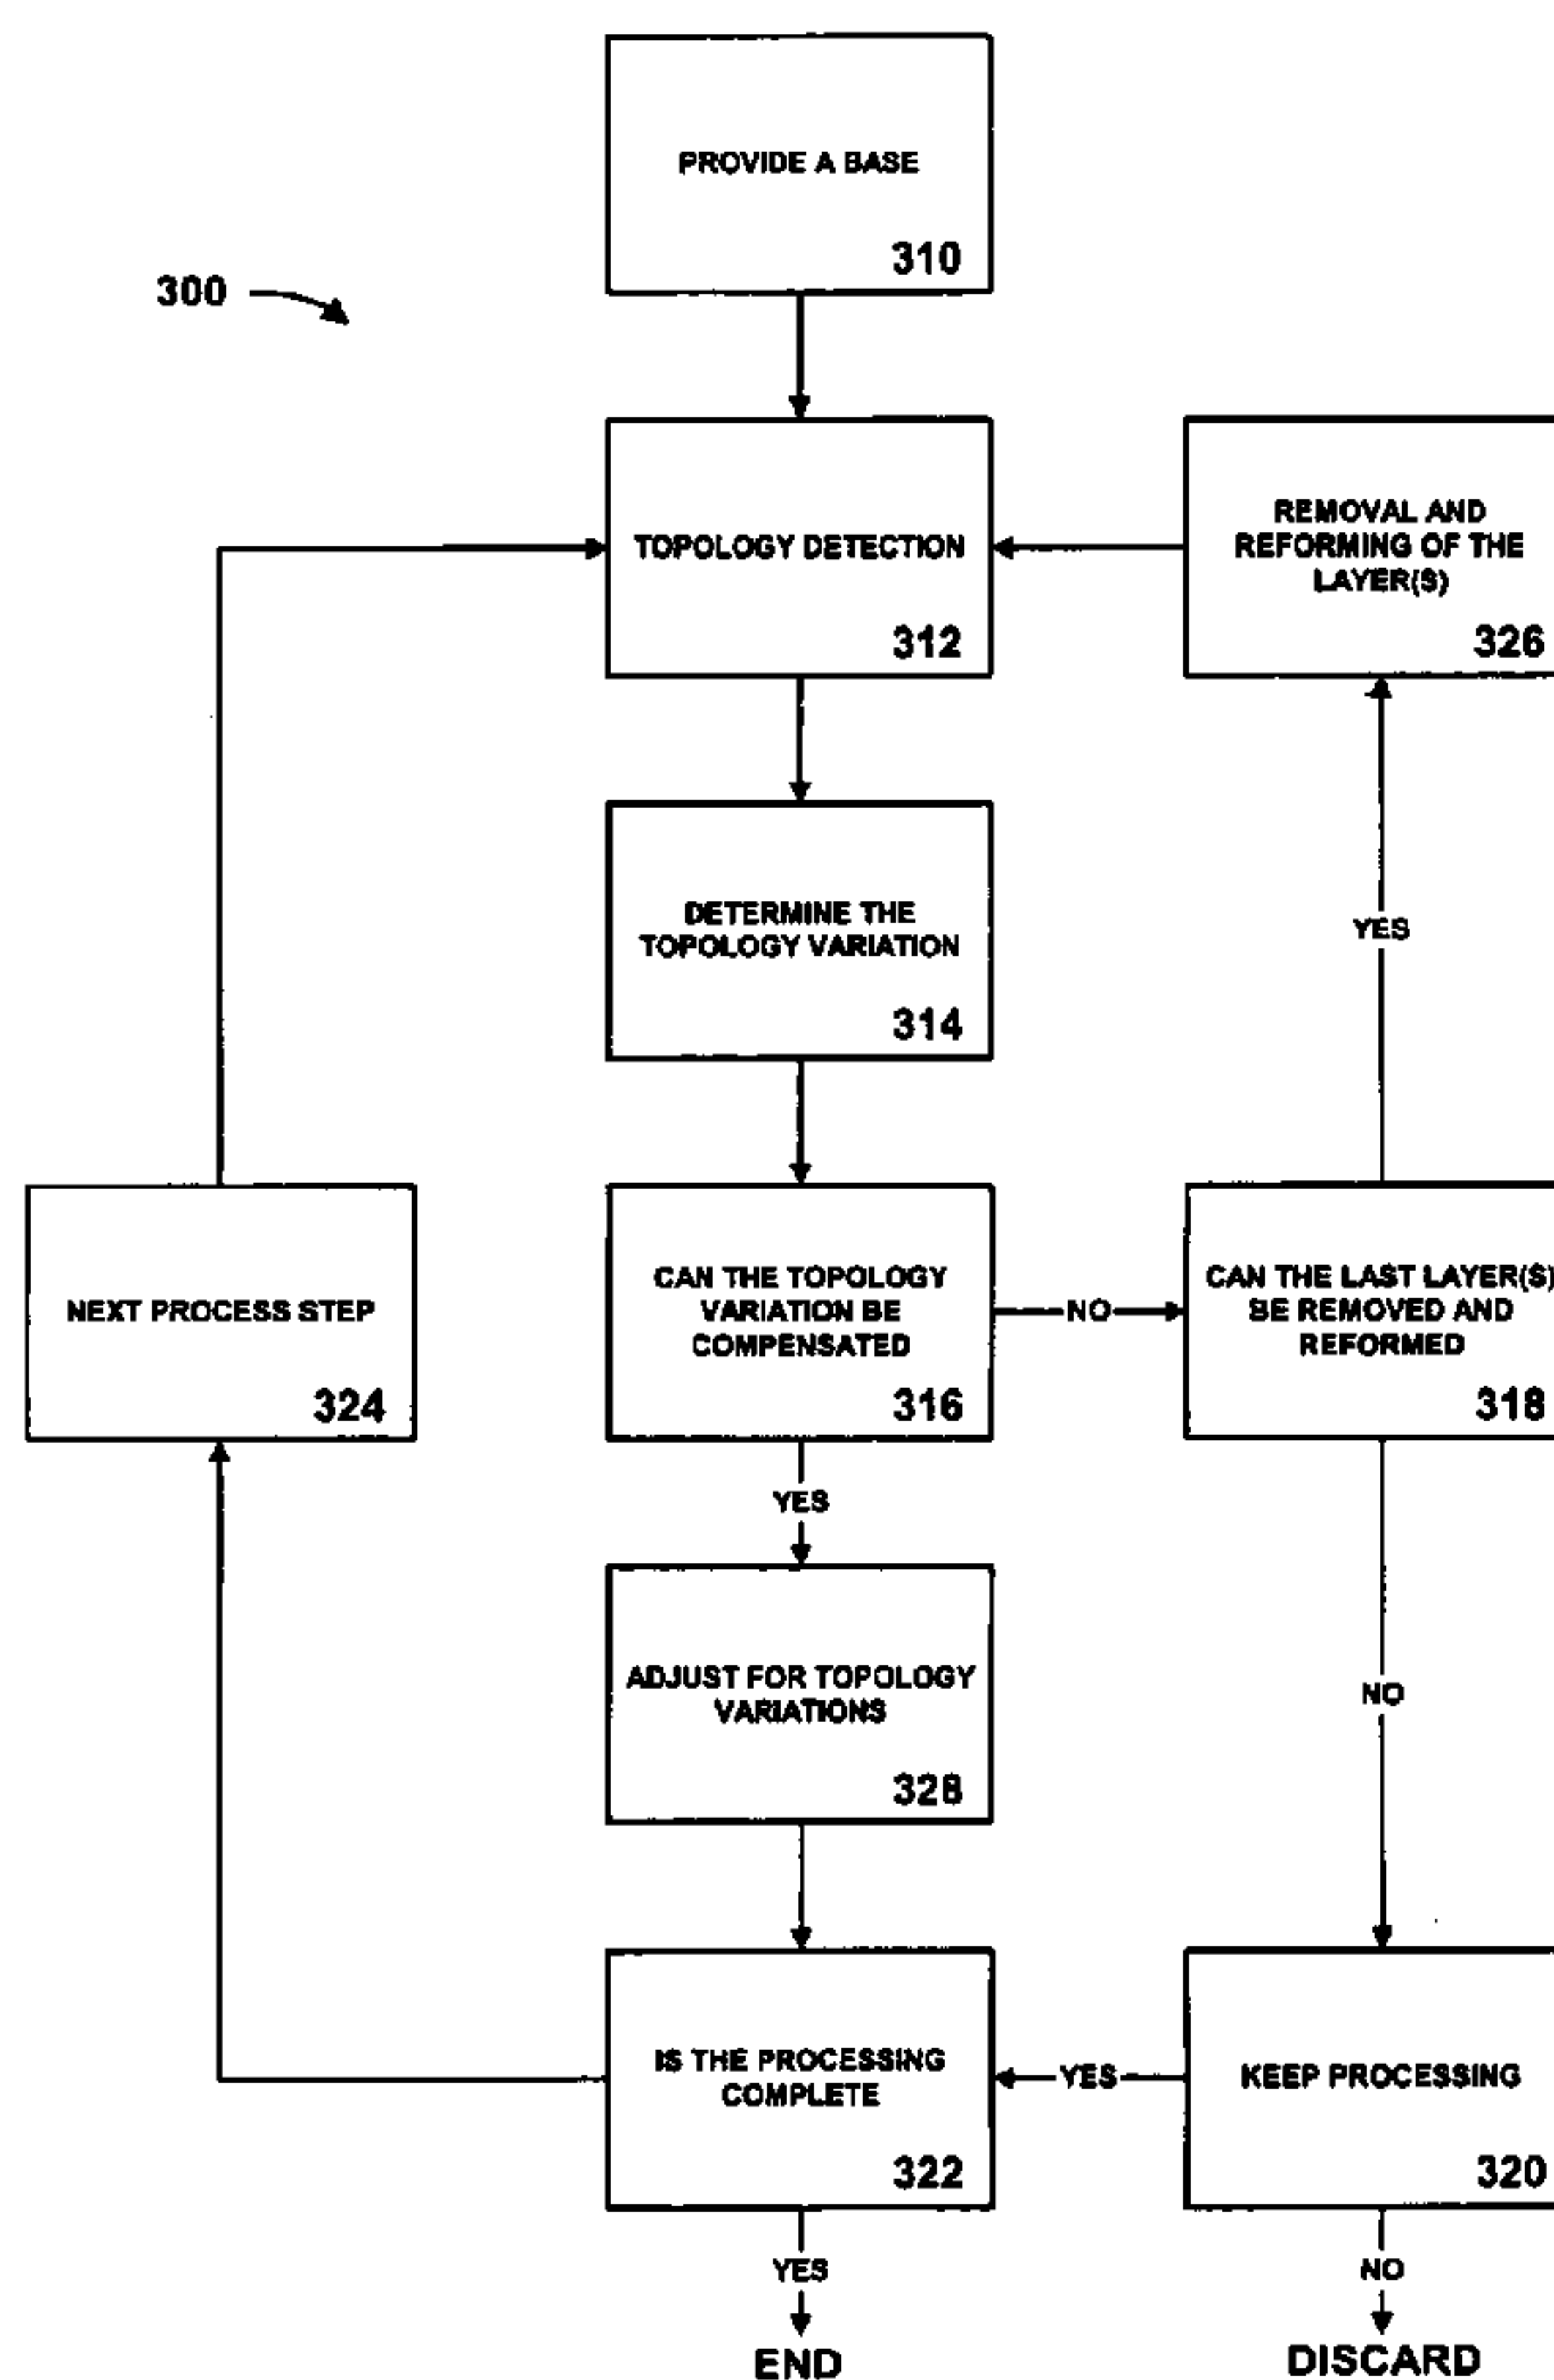 PROVIDE A BASE
310
300
TOPOLOGY DETECTION
312
REMOVAL AND
REFORMING OF THE
LAYER(S)
326
DETERMINE THE
TOPOLOGY VARIATION
314
YES
NEXT PROCESS STEP
324
CAN THE TOPOLOGY
VARIATION BE
COMPENSATED
316
NO
CAN THE LAST LAYER(S)
BE REMOVED AND
REFORMED
318
YES
ADJUST FOR TOPOLOGY
VARIATIONS
328
NO
IS THE PROCESSING
COMPLETE
322
YES
KEEP PROCESSING
320
YES
NO
END
DISCARD